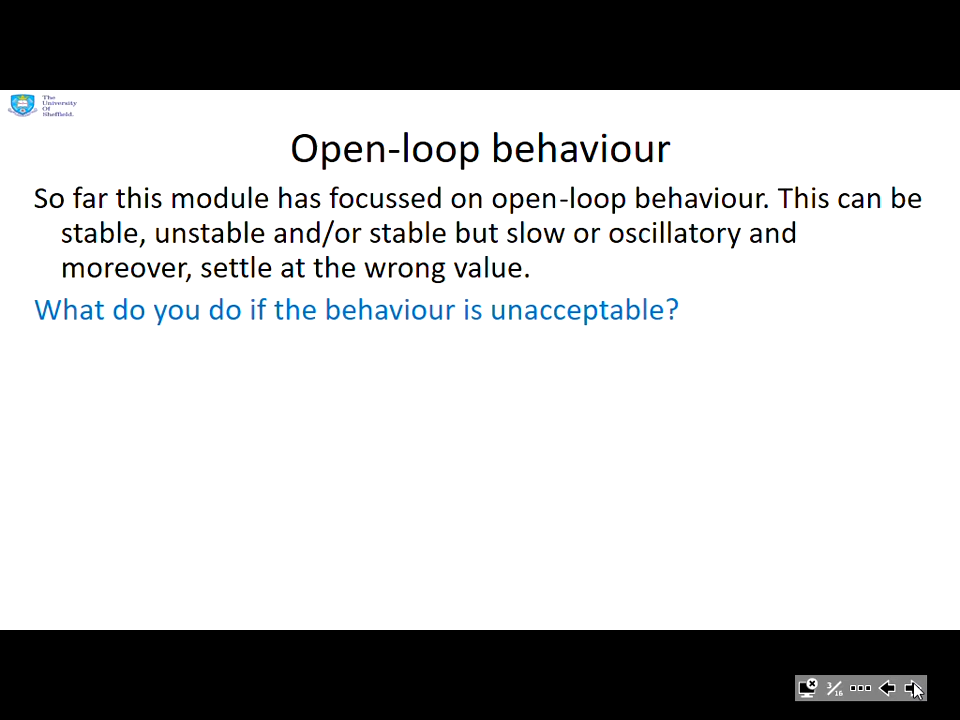 The
University
Of
Sheffield.
Open-loop behaviour
So far this module has focussed on open-loop behaviour. This can be
stable, unstable and/or stable but slow or oscillatory and
moreover, settle at the wrong value.
What do you do if the behaviour is unacceptable?
3/16